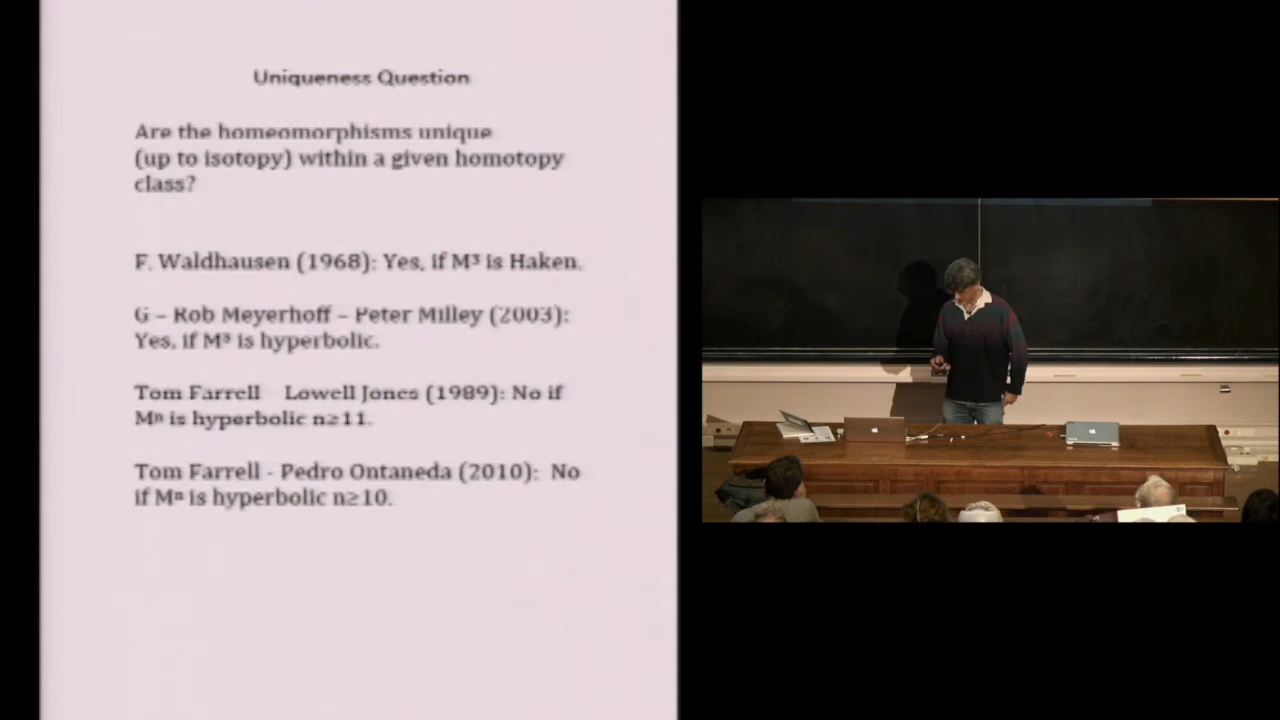 Uniqueness Question
Are the homeomorphisms unique
(up to isotopy) within a given homotopy
class?
F. Waldhausen (1968): Yes, if M³ is Haken.
G – Rob Meyerhoff – Peter Milley (2003):
Yes, if M³ is hyperbolic.
Tom Farrell – Lowell Jones (1989): No if
Mⁿ is hyperbolic n≥11.
Tom Farrell - Pedro Ontaneda (2010): No
if Mⁿ is hyperbolic n≥10.